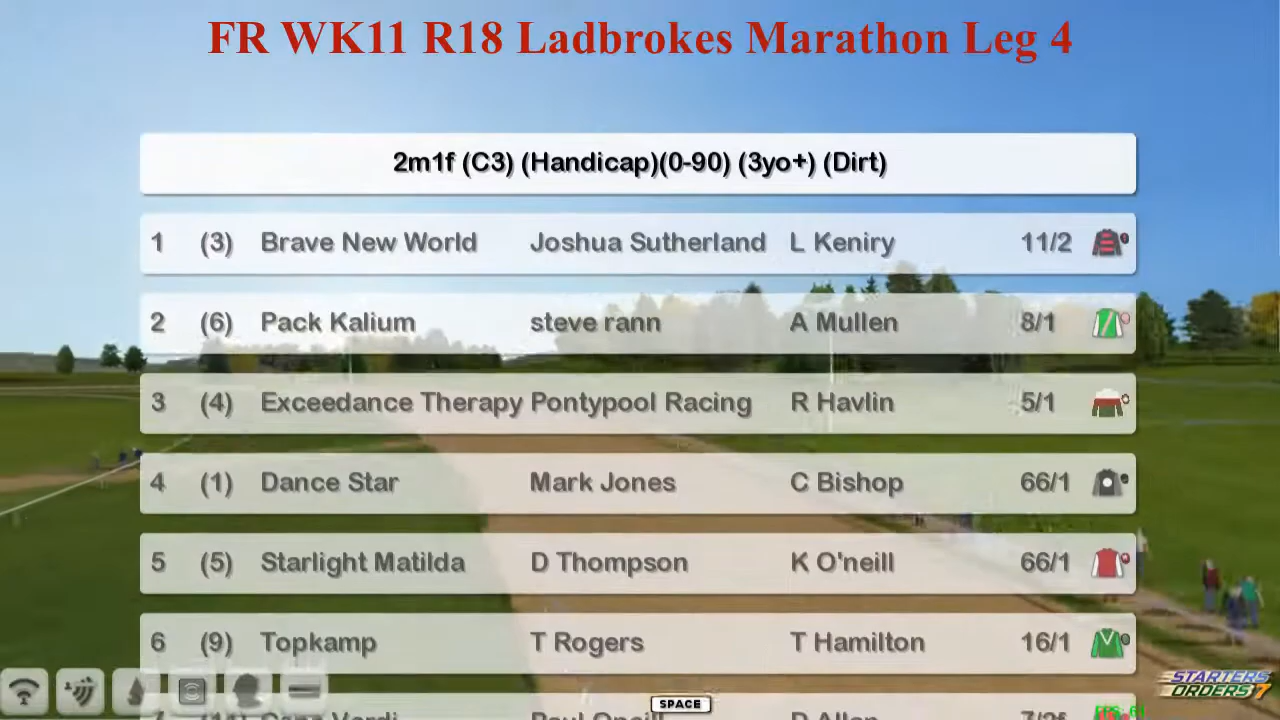 FR WK11 R18 Ladbrokes Marathon Leg 4
2m1f (C3) (Handicap)(0-90) (3yo+) (Dirt)
1 (3) Brave New World Joshua Sutherland L Keniry 11/2
2 (6) Pack Kalium steve rann A Mullen 8/1
3 (4) Exceedance Therapy Pontypool Racing R Havlin 5/1
4 (1) Dance Star Mark Jones C Bishop 66/1
5 (5) Starlight Matilda D Thompson K O'neill 66/1
6 (9) Topkamp T Rogers T Hamilton 16/1
STARTERS
ORDERS 7
SPACE